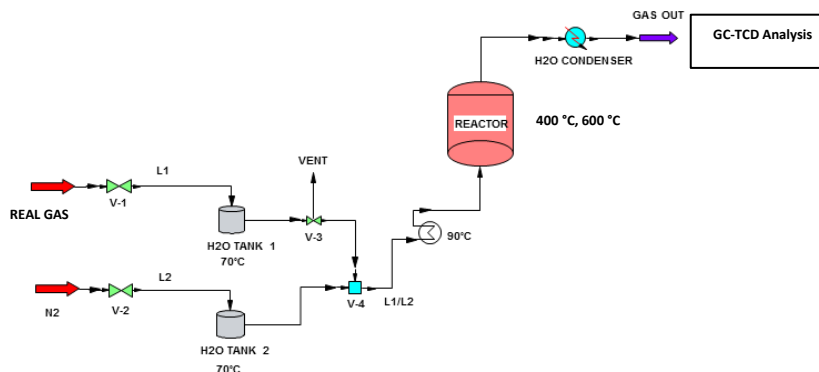 GAS OUT
GC-TCD Analysis
H2O CONDENSER
REACTOR
400 °C, 600 °C
VENT
L1
REAL GAS
V-1
V-3
H2O TANK 1
70°C
90°C
L2
V-4
L1/L2
N2
V-2
H2O TANK 2
70°C